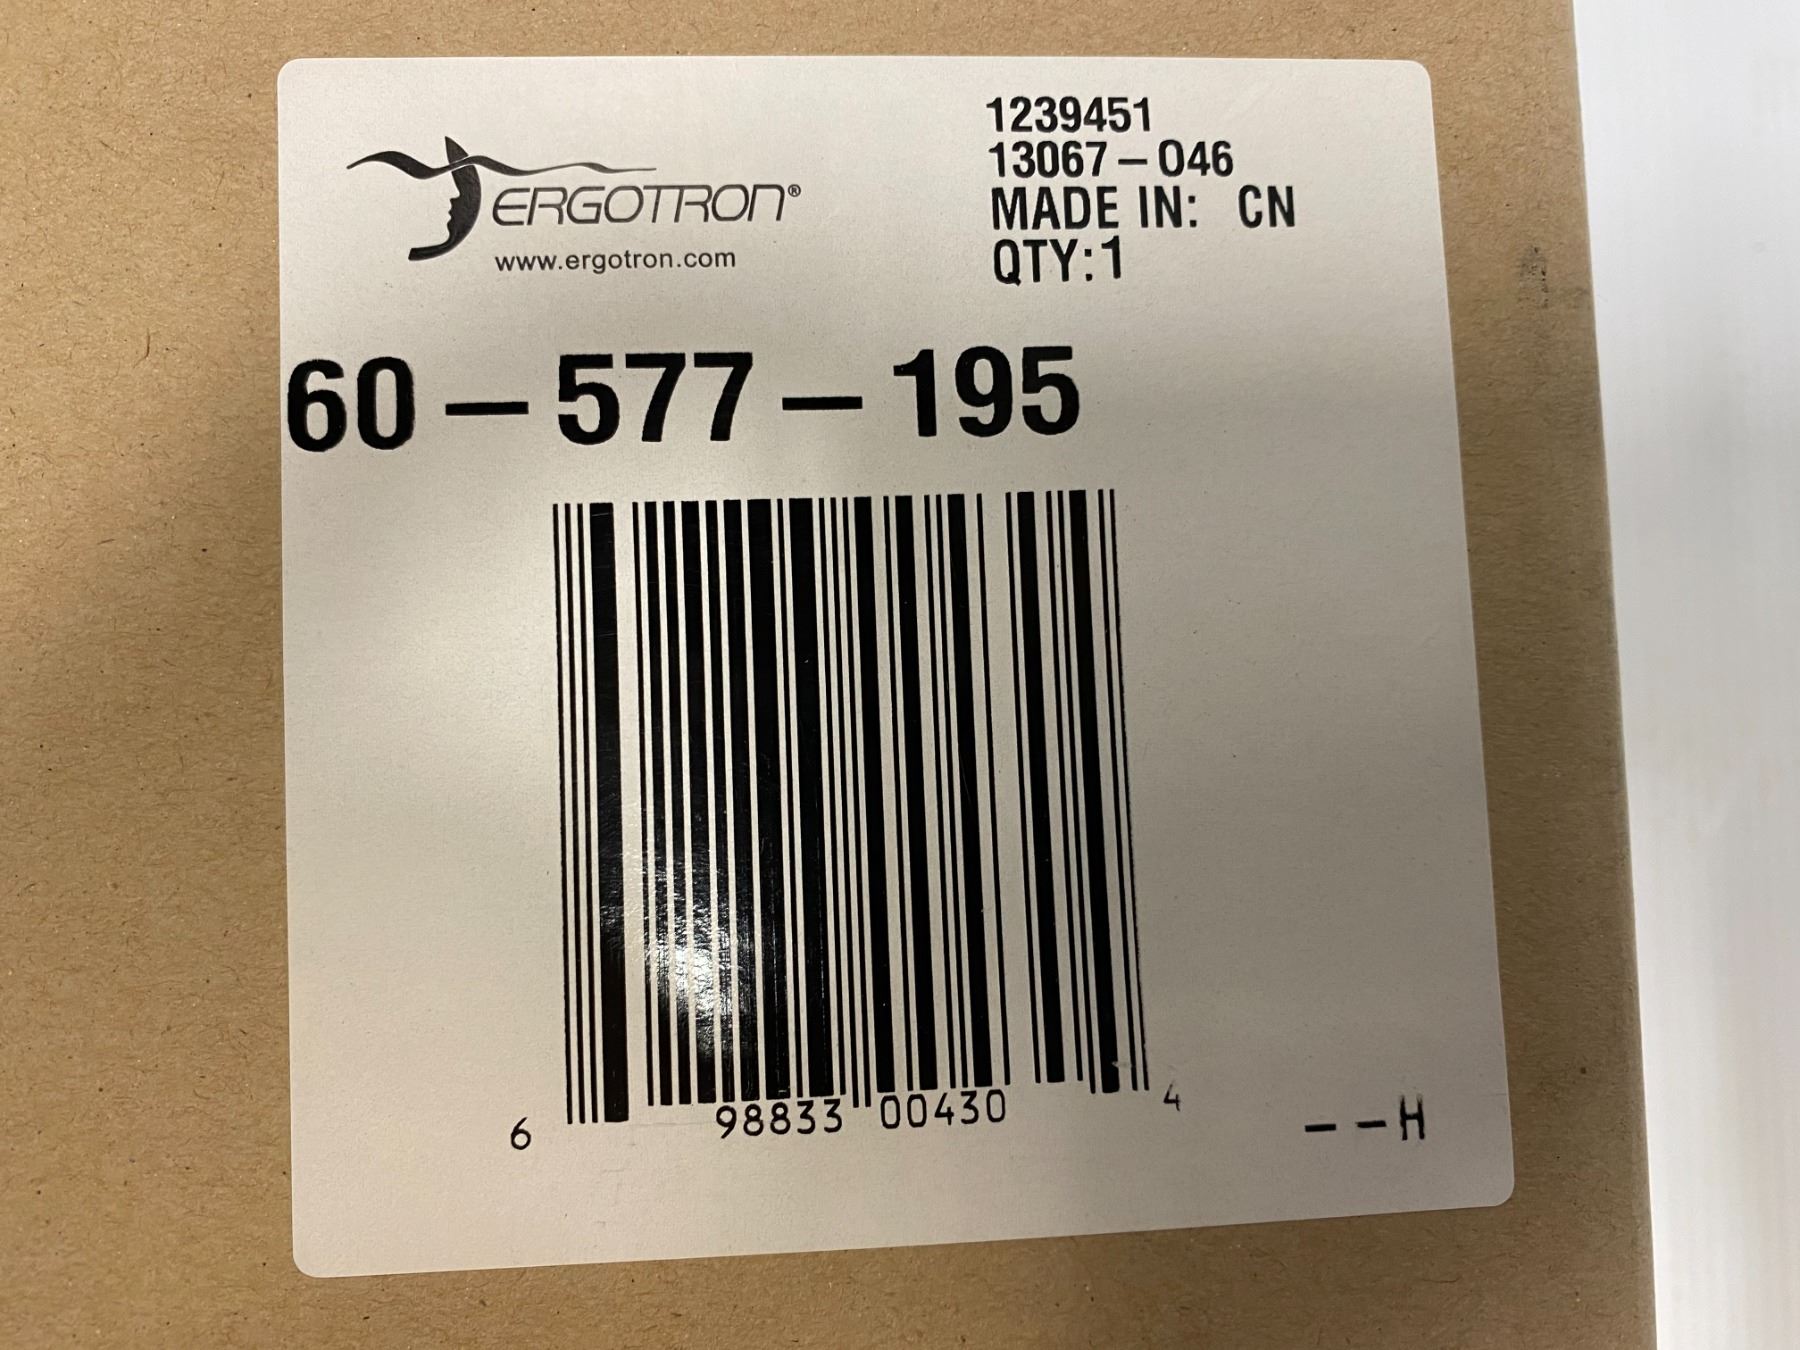 ERGOTRON®
www.ergotron.com
1239451
13067-046
MADE IN: CN
QTY:1
60-577-195
6 98833 00430 4
--H